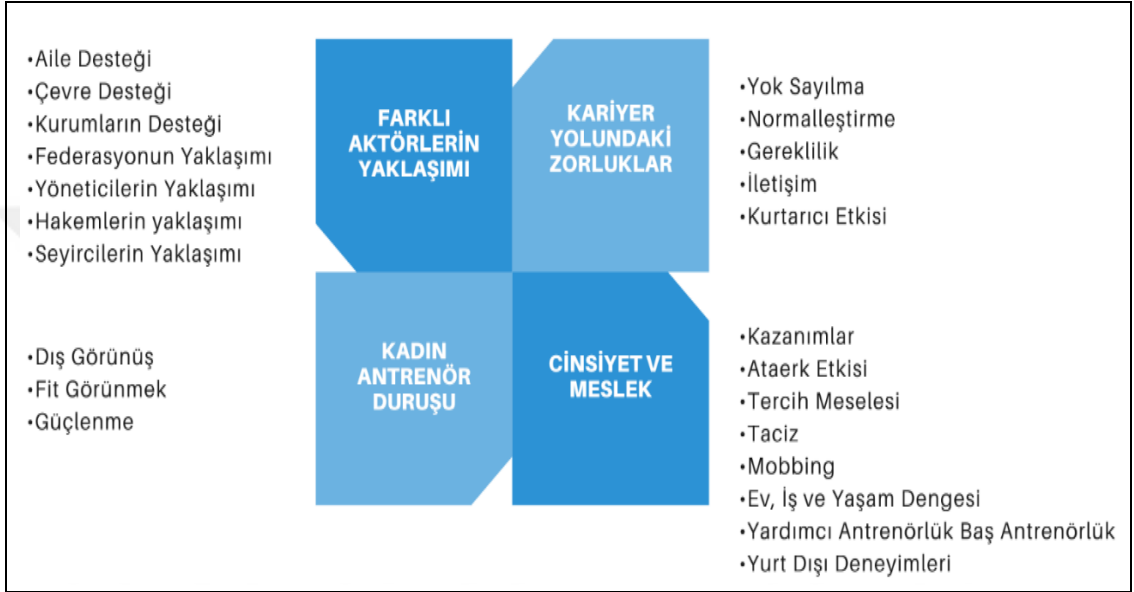 •Aile Desteği
•Çevre Desteği
•Kurumların Desteği
•Federasyonun Yaklaşımı
•Yöneticilerin Yaklaşımı
•Hakemlerin yaklaşımı
•Seyircilerin Yaklaşımı
FARKLI
AKTÖRLERİN
YAKLAŞIMI
KARİYER
YOLUNDAKİ
ZORLUKLAR
•Yok Sayılma
•Normalleştirme
•Gereklilik
•İletişim
•Kurtarıcı Etkisi
•Dış Görünüş
•Fit Görünmek
•Güçlenme
KADIN
ANTRENÖR
DURUŞU
CİNSİYET VE
MESLEK
•Kazanımlar
•Ataerk Etkisi
•Tercih Meselesi
•Taciz
•Mobbing
•Ev, İş ve Yaşam Dengesi
•Yardımcı Antrenörlük Baş Antrenörlük
•Yurt Dışı Deneyimleri